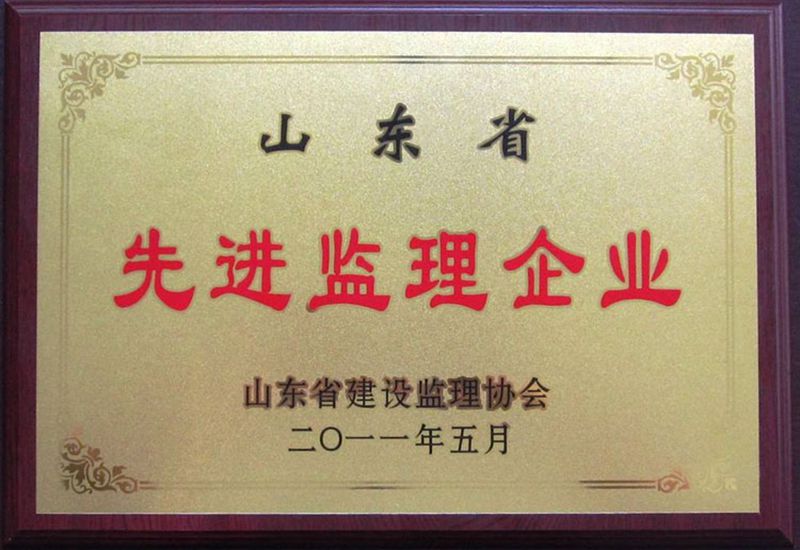 山东省
先进监理企业
山东省建设监理协会
二〇一一年五月